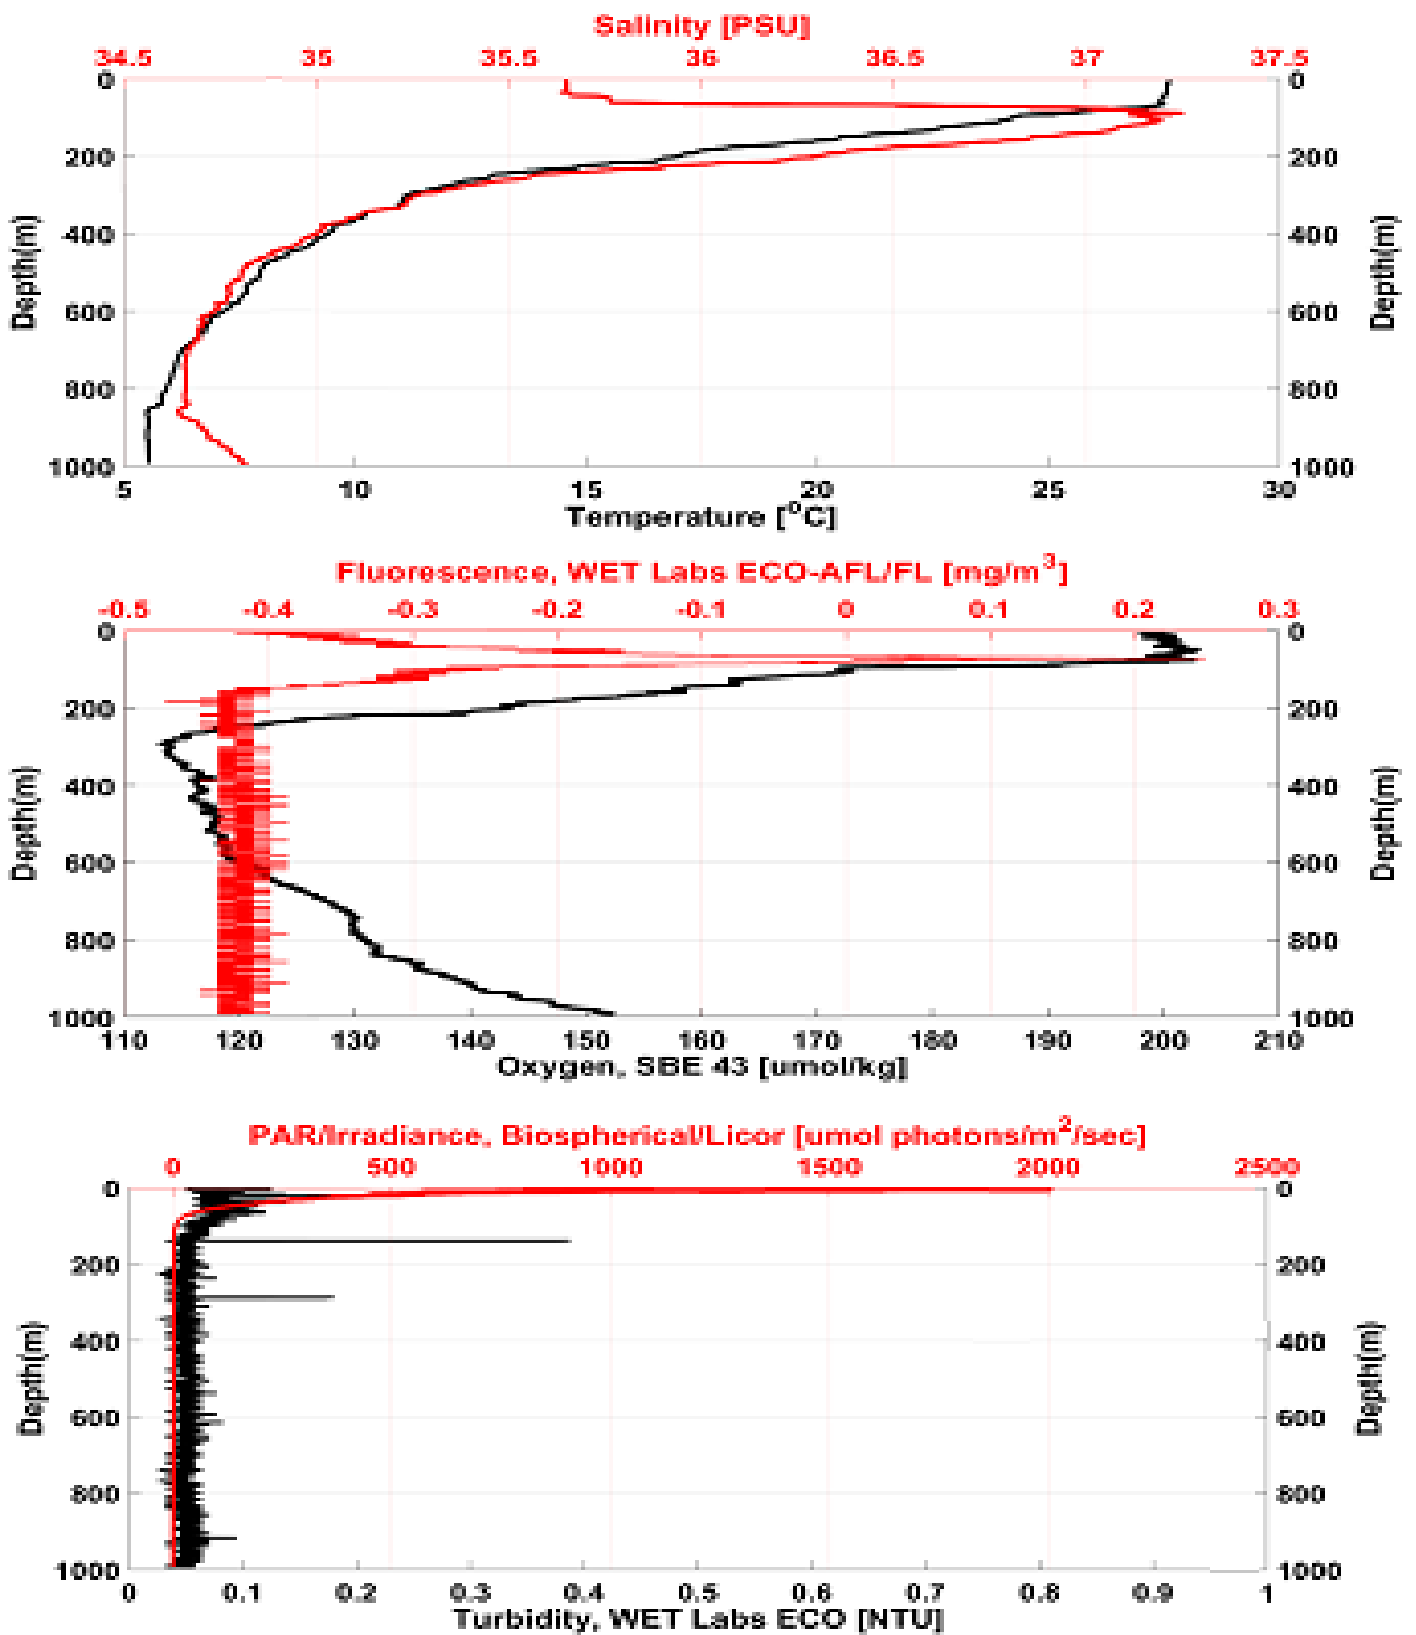 Salinity [PSU]
34.5 35 35.5 36 36.5 37 37.5
0 0
200 200
400 400
600 600
800 800
1000 1000
Depth(m) Depth(m)
5 10 15 20 25 30
Temperature [°C]
Fluorescence, WET Labs ECO-AFL/FL [mg/m³]
-0.5 -0.4 -0.3 -0.2 -0.1 0 0.1 0.2 0.3
0 0
200 200
400 400
600 600
800 800
1000 1000
Depth(m) Depth(m)
110 120 130 140 150 160 170 180 190 200 210
Oxygen, SBE 43 [umol/kg]
PAR/Irradiance, Biospherical/Licor [umol photons/m²/sec]
0 500 1000 1500 2000 2500
0 0
200 200
400 400
600 600
800 800
1000 1000
Depth(m) Depth(m)
0 0.1 0.2 0.3 0.4 0.5 0.6 0.7 0.8 0.9 1
Turbidity, WET Labs ECO [NTU]